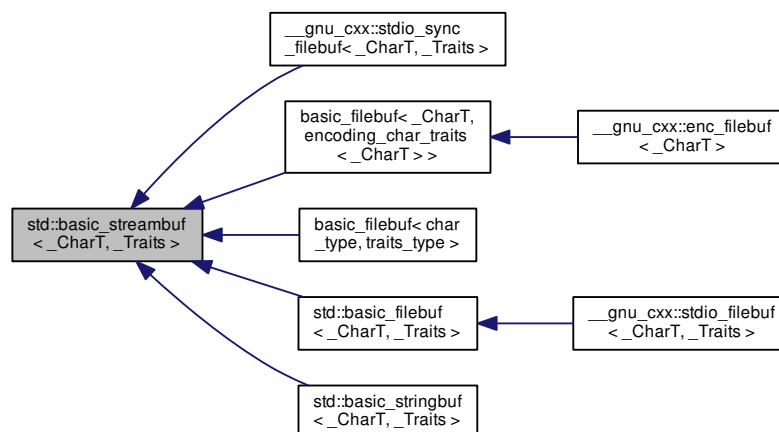 __gnu_cxx::stdio_sync
_filebuf< _CharT, _Traits >
basic_filebuf< _CharT,
encoding_char_traits
< _CharT > >
__gnu_cxx::enc_filebuf
< _CharT >
std::basic_streambuf
< _CharT, _Traits >
basic_filebuf< char
_type, traits_type >
std::basic_filebuf
< _CharT, _Traits >
__gnu_cxx::stdio_filebuf
< _CharT, _Traits >
std::basic_stringbuf
< _CharT, _Traits >